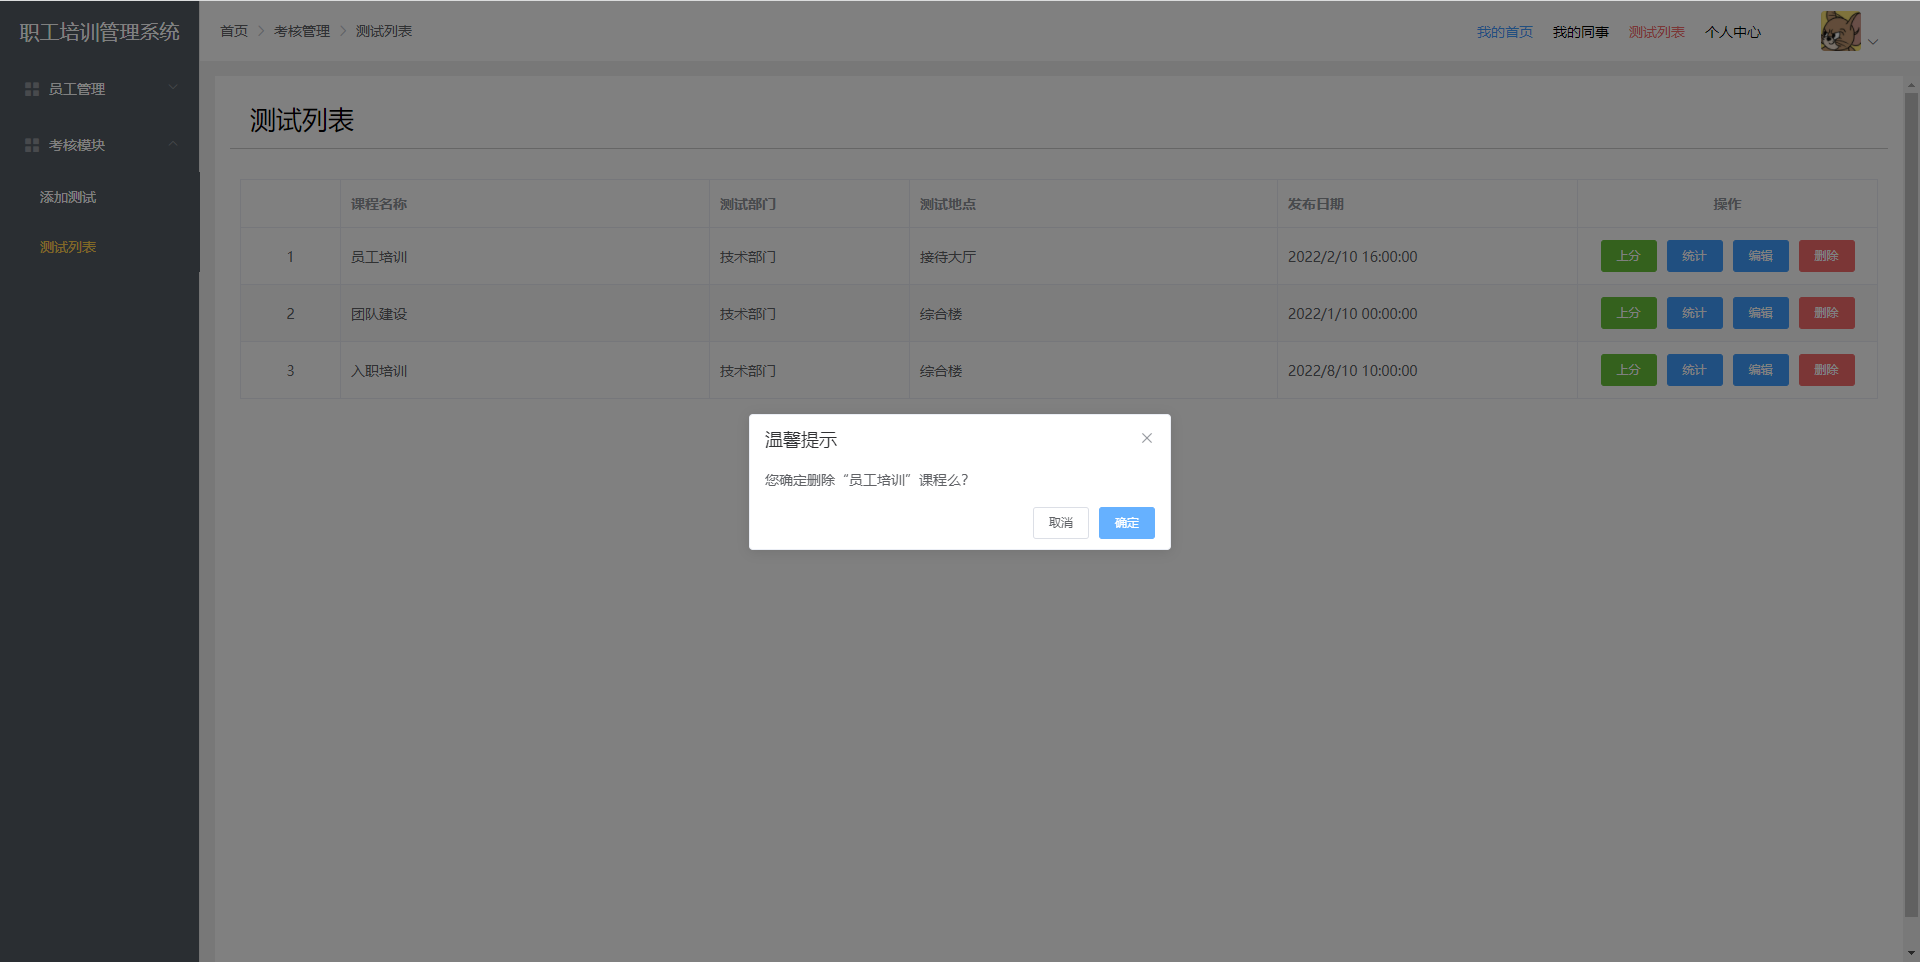 职工培训管理系统
首页 考核管理 测试列表
我的首页 我的同事 测试列表 个人中心
员工管理
考核模块
添加测试
测试列表
测试列表
课程名称 测试部门 测试地点 发布日期 操作
1 员工培训 技术部门 接待大厅 2022/2/10 16:00:00 上分 统计 编辑 删除
2 团队建设 技术部门 综合楼 2022/1/10 00:00:00 上分 统计 编辑 删除
3 入职培训 技术部门 综合楼 2022/8/10 10:00:00 上分 统计 编辑 删除
温馨提示
您确定删除“员工培训”课程么?
取消 确定